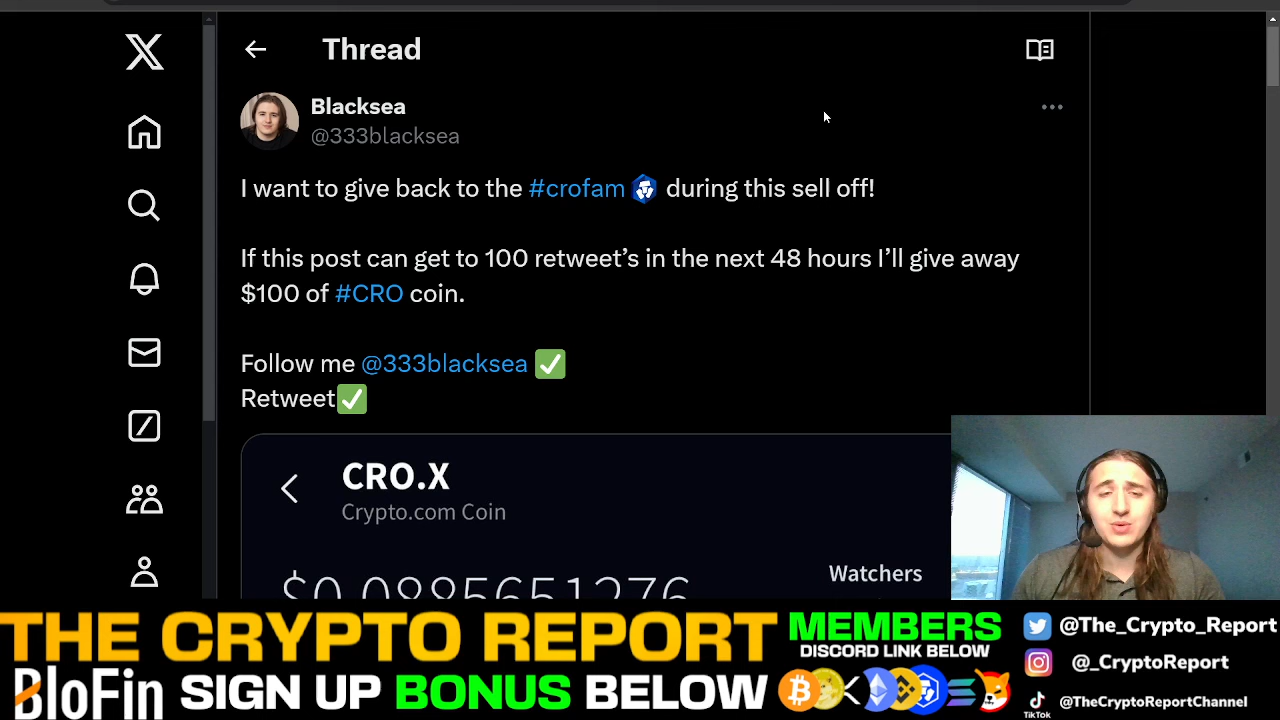 Thread
Blacksea
@333blacksea
I want to give back to the #crofam during this sell off!
If this post can get to 100 retweet’s in the next 48 hours I’ll give away
$100 of #CRO coin.
Follow me @333blacksea ✅
Retweet✅
CRO.X
Crypto.com Coin
$0.0885651276
Watchers
THE CRYPTO REPORT
MEMBERS
DISCORD LINK BELOW
BloFin SIGN UP BONUS BELOW
@The_Crypto_Report
@_CryptoReport
TikTok
@TheCryptoReportChannel